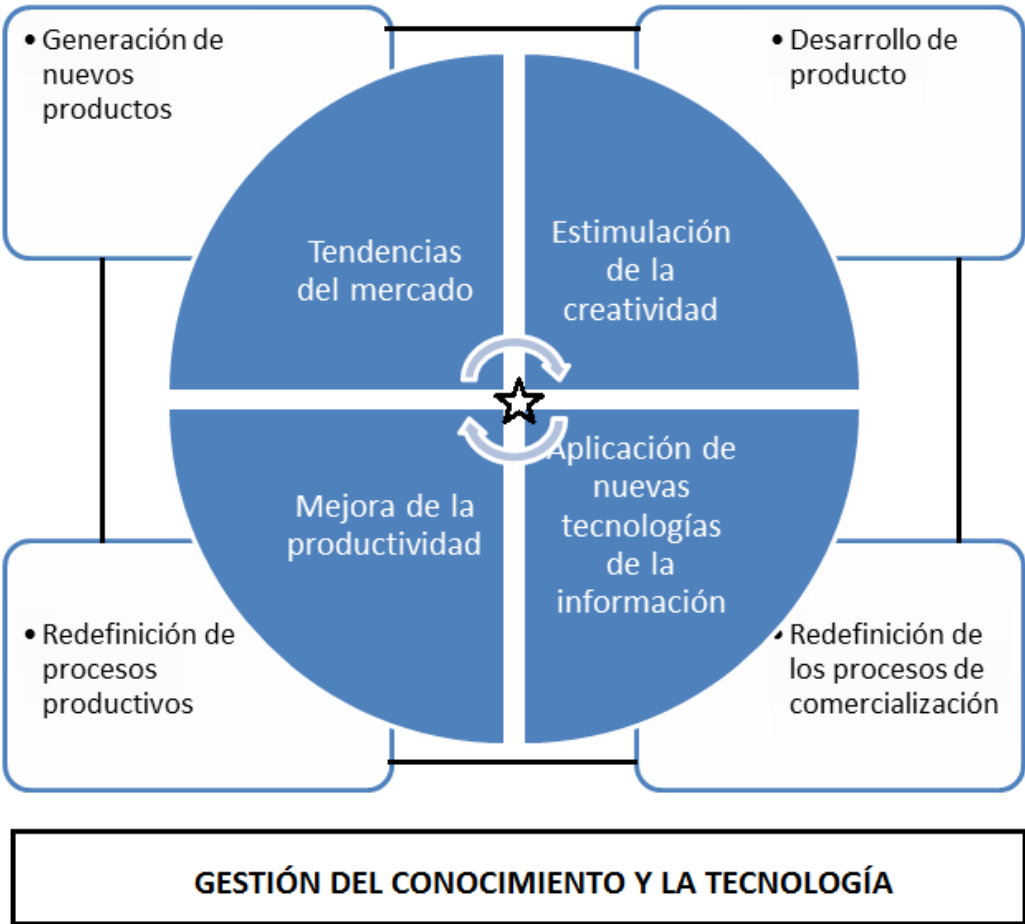 • Generación de
nuevos
productos
• Desarrollo de
producto
Tendencias
del mercado
Estimulación
de la
creatividad
Mejora de la
productividad
Aplicación de
nuevas
tecnologías
de la
información
• Redefinición de
procesos
productivos
• Redefinición de
los procesos de
comercialización
GESTIÓN DEL CONOCIMIENTO Y LA TECNOLOGÍA